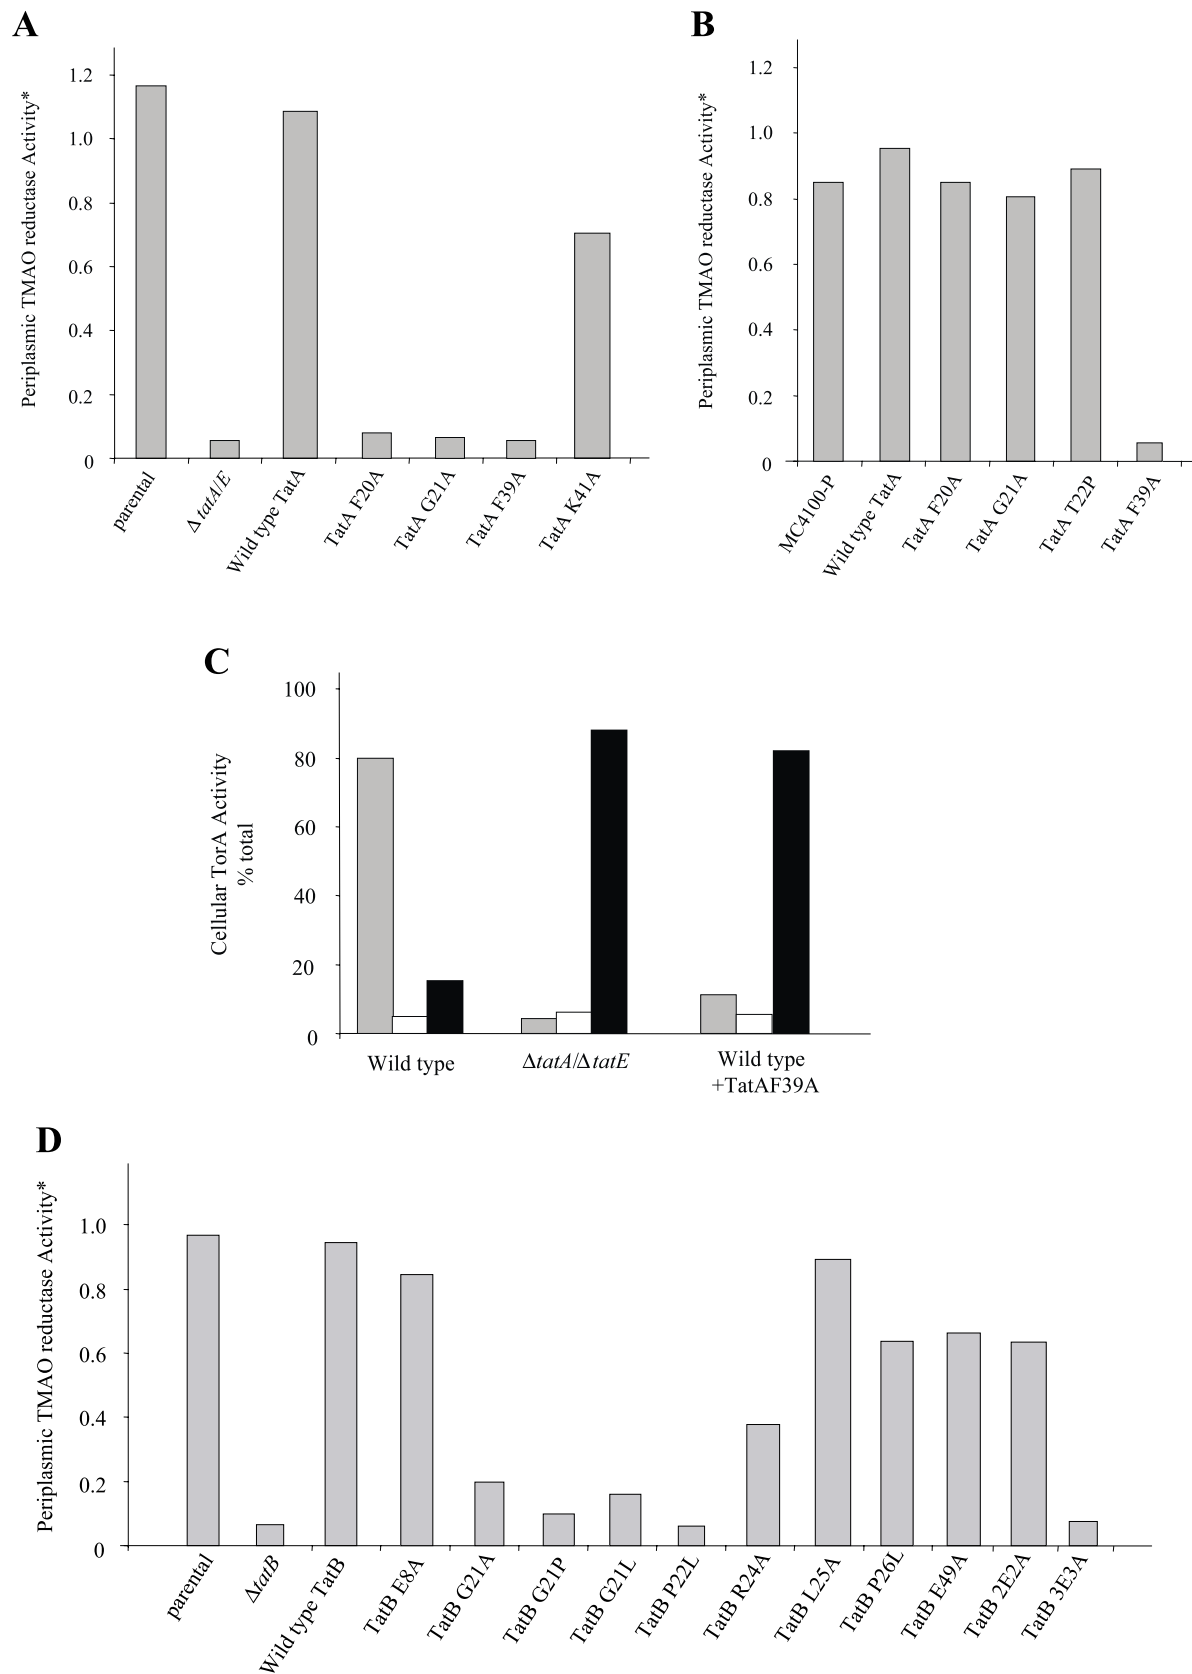 A
Periplasmic TMAO reductase Activity*
1.2
1.0
0.8
0.6
0.4
0.2
0
parental
Δ tatA/E
Wild type TatA
TatA F20A
TatA G21A
TatA F39A
TatA K41A
B
Periplasmic TMAO reductase Activity*
1.2
1.0
0.8
0.6
0.4
0.2
0
MC4100-P
Wild type TatA
TatA F20A
TatA G21A
TatA T22P
TatA F39A
C
Cellular TorA Activity
% total
100
80
60
40
20
0
Wild type
ΔtatA/ΔtatE
Wild type
+TatAF39A
D
Periplasmic TMAO reductase Activity*
1.0
0.8
0.6
0.4
0.2
0
parental
ΔtatB
Wild type TatB
TatB E8A
TatB G21A
TatB G21P
TatB G21L
TatB P22L
TatB R24A
TatB L25A
TatB P26L
TatB E49A
TatB 2E2A
TatB 3E3A